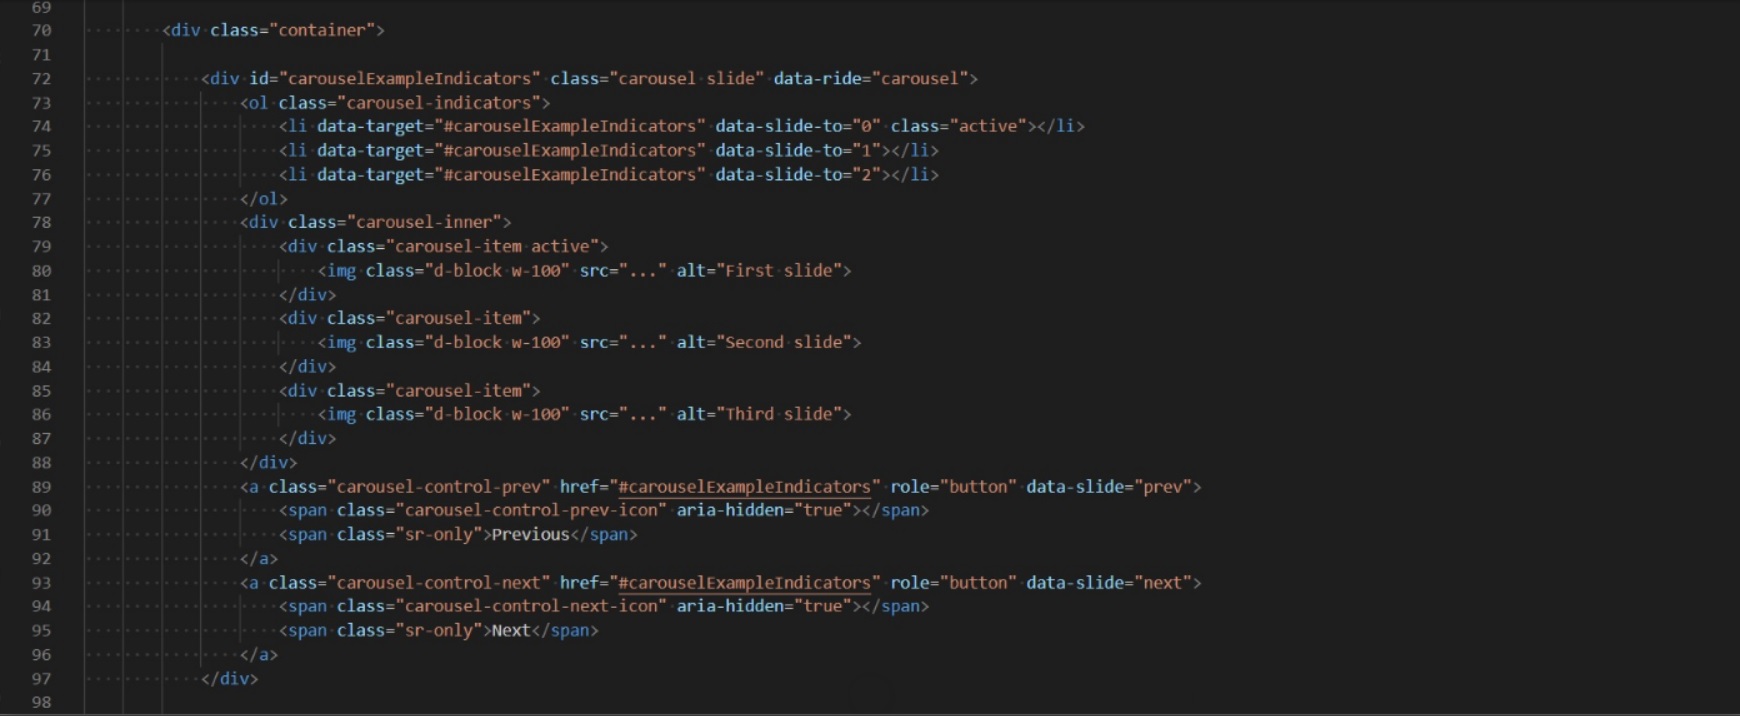 69
70 <div class="container">
71
72 <div id="carouselExampleIndicators" class="carousel slide" data-ride="carousel">
73 <ol class="carousel-indicators">
74 <li data-target="#carouselExampleIndicators" data-slide-to="0" class="active"></li>
75 <li data-target="#carouselExampleIndicators" data-slide-to="1"></li>
76 <li data-target="#carouselExampleIndicators" data-slide-to="2"></li>
77 </ol>
78 <div class="carousel-inner">
79 <div class="carousel-item active">
80 <img class="d-block w-100" src="..." alt="First slide">
81 </div>
82 <div class="carousel-item">
83 <img class="d-block w-100" src="..." alt="Second slide">
84 </div>
85 <div class="carousel-item">
86 <img class="d-block w-100" src="..." alt="Third slide">
87 </div>
88 </div>
89 <a class="carousel-control-prev" href="#carouselExampleIndicators" role="button" data-slide="prev">
90 <span class="carousel-control-prev-icon" aria-hidden="true"></span>
91 <span class="sr-only">Previous</span>
92 </a>
93 <a class="carousel-control-next" href="#carouselExampleIndicators" role="button" data-slide="next">
94 <span class="carousel-control-next-icon" aria-hidden="true"></span>
95 <span class="sr-only">Next</span>
96 </a>
97 </div>
98